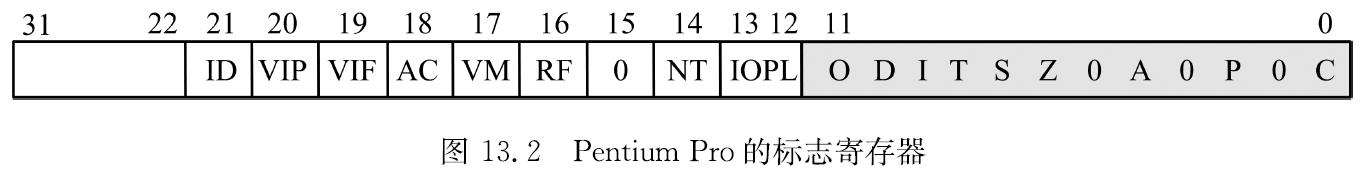 31 22 21 20 19 18 17 16 15 14 13 12 11 0
ID VIP VIF AC VM RF 0 NT IOPL O D I T S Z 0 A 0 P 0 C
图 13.2 Pentium Pro 的标志寄存器